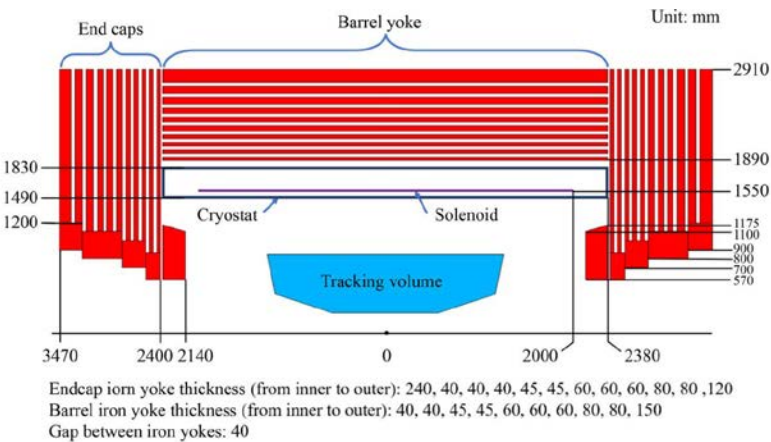 End caps
Barrel yoke
Unit: mm
2910
1830
1890
1490
1550
1200
Cryostat
Solenoid
1175
1100
900
800
700
570
Tracking volume
3470
2400
2140
0
2000
2380
Endcap iorn yoke thickness (from inner to outer): 240, 40, 40, 40, 45, 45, 60, 60, 60, 80, 80 ,120
Barrel iron yoke thickness (from inner to outer): 40, 40, 45, 45, 60, 60, 60, 80, 80, 150
Gap between iron yokes: 40